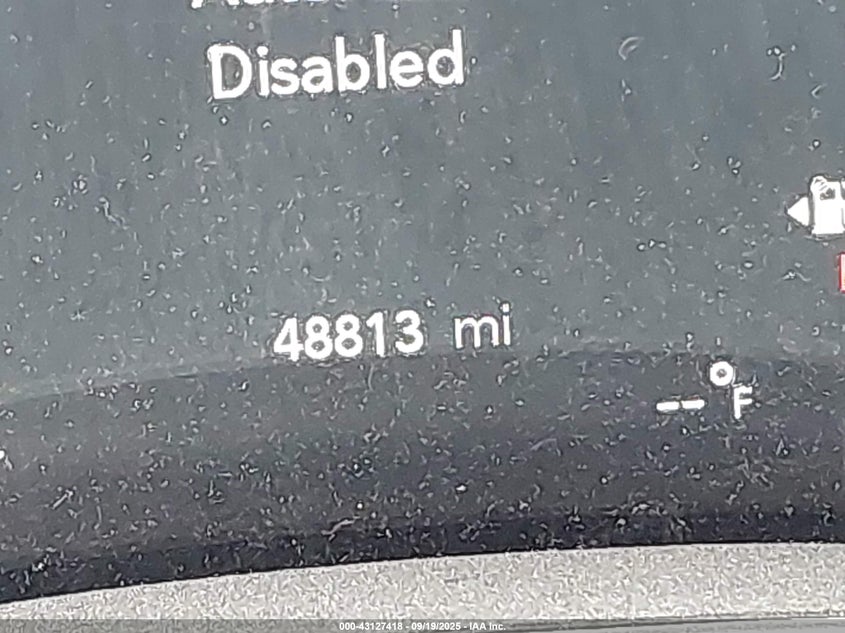 Disabled
48813 mi
--°F
000-43127418 - 09/19/2025 - IAA Inc.